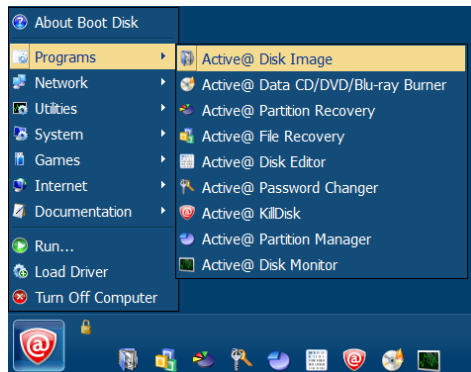 About Boot Disk
Programs
Network
Utilties
System
Games
Internet
Documentation
Run...
Load Driver
Turn Off Computer
Active@ Disk Image
Active@ Data CD/DVD/Blu-ray Burner
Active@ Partition Recovery
Active@ File Recovery
Active@ Disk Editor
Active@ Password Changer
Active@ KillDisk
Active@ Partition Manager
Active@ Disk Monitor